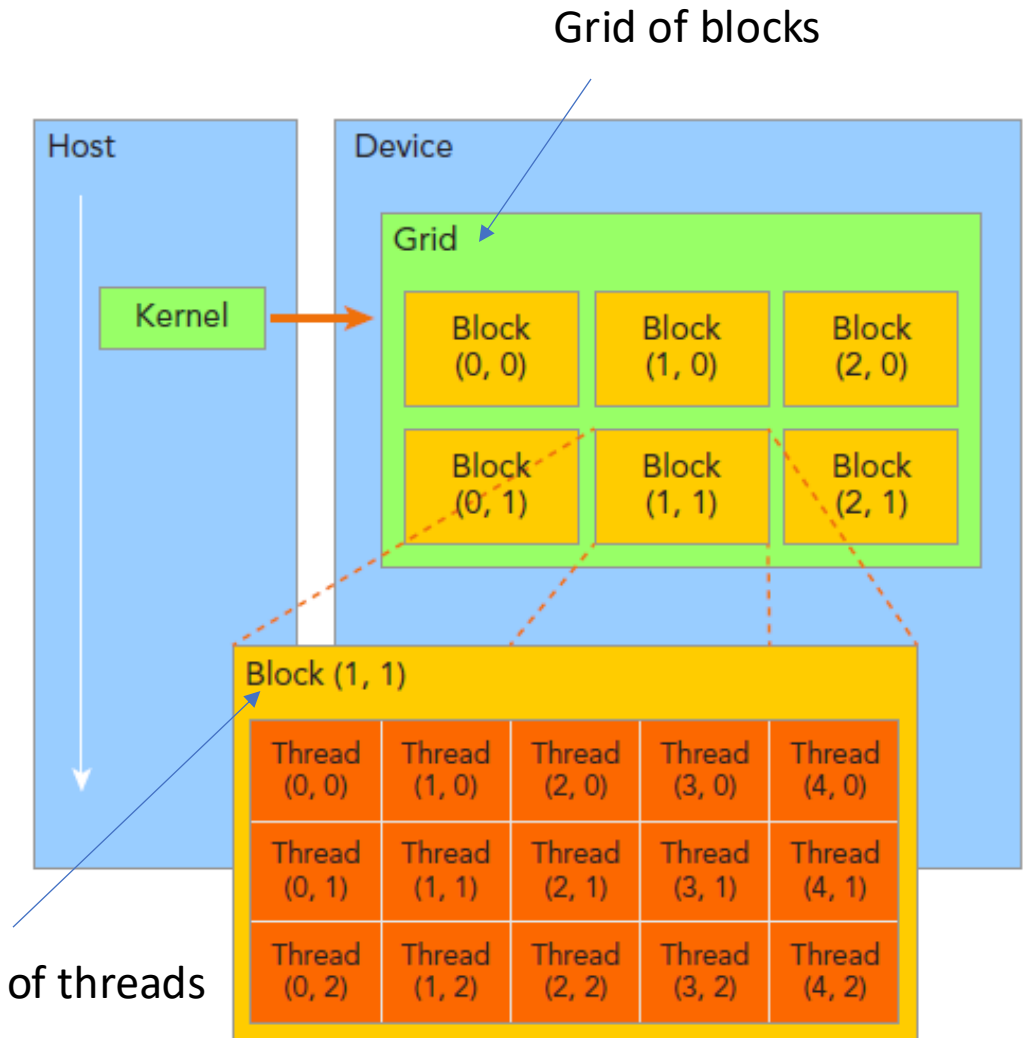 Grid of blocks
Host
Device
Grid
Kernel
Block
(0, 0)
Block
(1, 0)
Block
(2, 0)
Block
(0, 1)
Block
(1, 1)
Block
(2, 1)
Block (1, 1)
Thread
(0, 0)
Thread
(1, 0)
Thread
(2, 0)
Thread
(3, 0)
Thread
(4, 0)
Thread
(0, 1)
Thread
(1, 1)
Thread
(2, 1)
Thread
(3, 1)
Thread
(4, 1)
of threads
Thread
(0, 2)
Thread
(1, 2)
Thread
(2, 2)
Thread
(3, 2)
Thread
(4, 2)